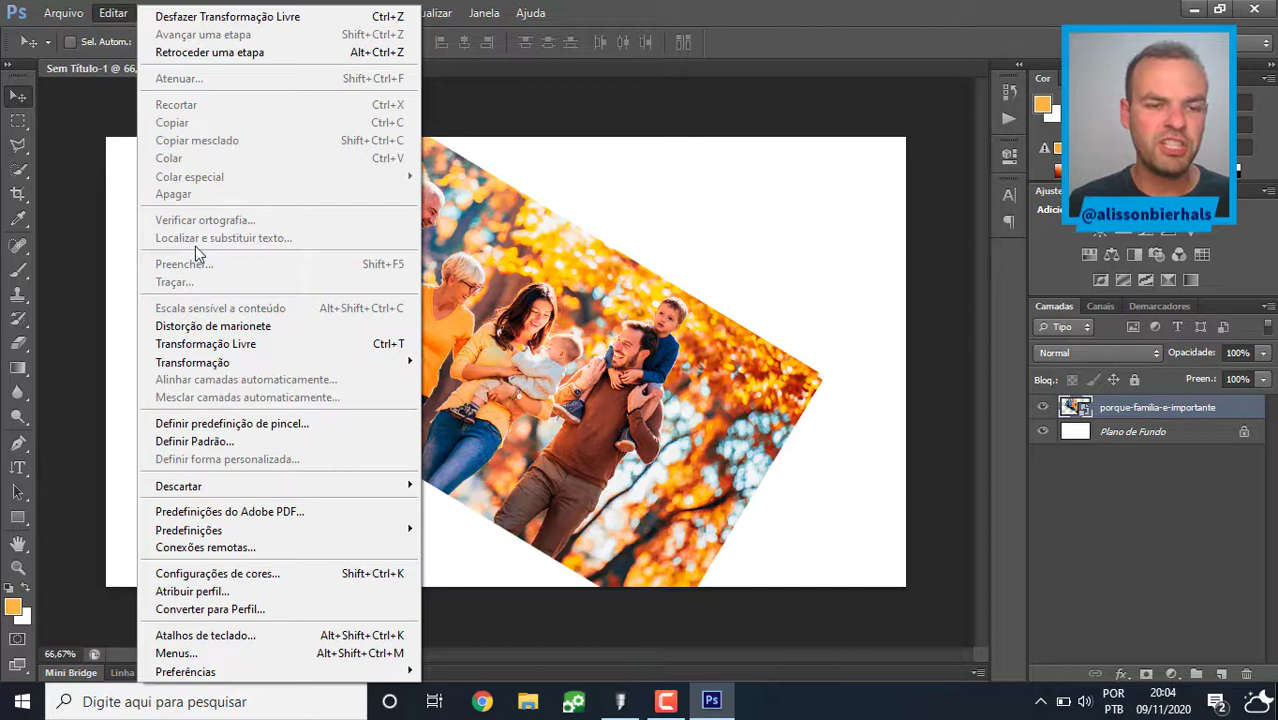 Ps Arquivo Editar ualizar Janela Ajuda
Sel. Autom.:
Sem Título-1 @ 66,
Desfazer Transformação Livre Ctrl+Z
Avançar uma etapa Shift+Ctrl+Z
Retroceder uma etapa Alt+Ctrl+Z
Atenuar... Shift+Ctrl+F
Recortar Ctrl+X
Copiar Ctrl+C
Copiar mesclado Shift+Ctrl+C
Colar Ctrl+V
Colar especial
Apagar
Verificar ortografia...
Localizar e substituir texto...
Preencher... Shift+F5
Traçar...
Escala sensível a conteúdo Alt+Shift+Ctrl+C
Distorção de marionete
Transformação Livre Ctrl+T
Transformação
Alinhar camadas automaticamente...
Mesclar camadas automaticamente...
Definir predefinição de pincel...
Definir Padrão...
Definir forma personalizada...
Descartar
Predefinições do Adobe PDF...
Predefinições
Conexões remotas...
Configurações de cores... Shift+Ctrl+K
Atribuir perfil...
Converter para Perfil...
Atalhos de teclado... Alt+Shift+Ctrl+K
Menus... Alt+Shift+Ctrl+M
Preferências
Cor
@alissonbierhals
Ajuste
Adicio
Camadas Canais Demarcadores
Tipo
Normal Opacidade: 100%
Bloq.: Preen.: 100%
porque-familia-e-importante
Plano de Fundo
66,67%
Mini Bridge Linha
Digite aqui para pesquisar
Ps
POR
PTB
20:04
09/11/2020
2